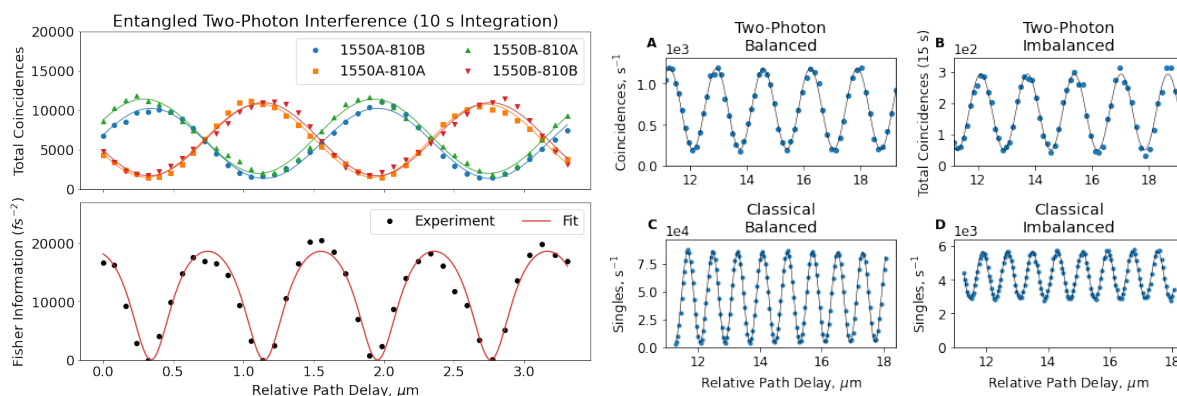 Entangled Two-Photon Interference (10 s Integration)
20000
15000
10000
5000
0
Total Coincidences
1550A-810B
1550A-810A
1550B-810A
1550B-810B
20000
10000
0
Fisher Information (fs⁻²)
Experiment
Fit
0.0 0.5 1.0 1.5 2.0 2.5 3.0
Relative Path Delay, μm
A
Two-Photon
Balanced
1e3
1.0
0.5
0.0
Coincidences, s⁻¹
12 14 16 18
B
Two-Photon
Imbalanced
1e2
3
2
1
0
Total Coincidences (15 s)
12 14 16 18
C
Classical
Balanced
1e4
7.5
5.0
2.5
0.0
Singles, s⁻¹
12 14 16 18
Relative Path Delay, μm
D
Classical
Imbalanced
1e3
6
4
2
0
Singles, s⁻¹
12 14 16 18
Relative Path Delay, μm